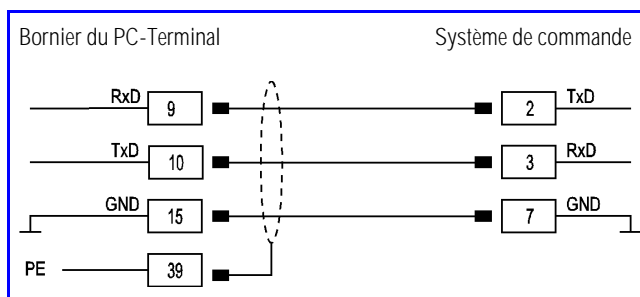 Bornier du PC-Terminal Système de commande
RxD 9 2 TxD
TxD 10 3 RxD
GND 15 7 GND
PE 39